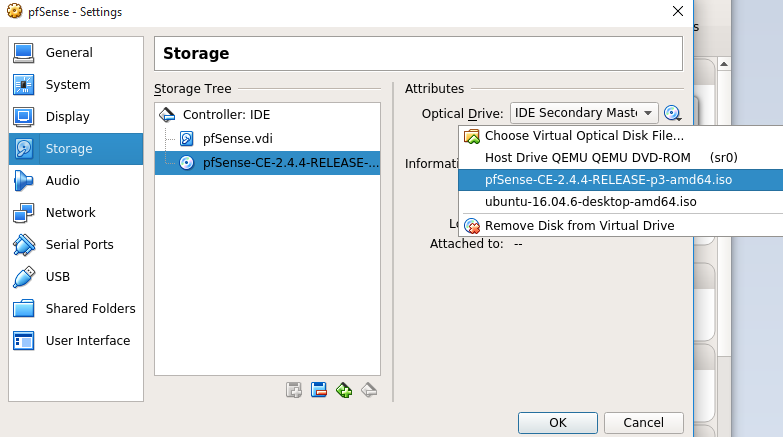 pfSense - Settings
General
System
Display
Storage
Audio
Network
Serial Ports
USB
Shared Folders
User Interface
Storage
Storage Tree
Controller: IDE
pfSense.vdi
pfSense-CE-2.4.4-RELEASE-...
Attributes
Optical Drive: IDE Secondary
Choose Virtual Optical Disk File...
Host Drive QEMU QEMU DVD-ROM (sr0)
pfSense-CE-2.4.4-RELEASE-p3-amd64.iso
ubuntu-16.04.6-desktop-amd64.iso
Remove Disk from Virtual Drive
Attached to: --
OK
Cancel